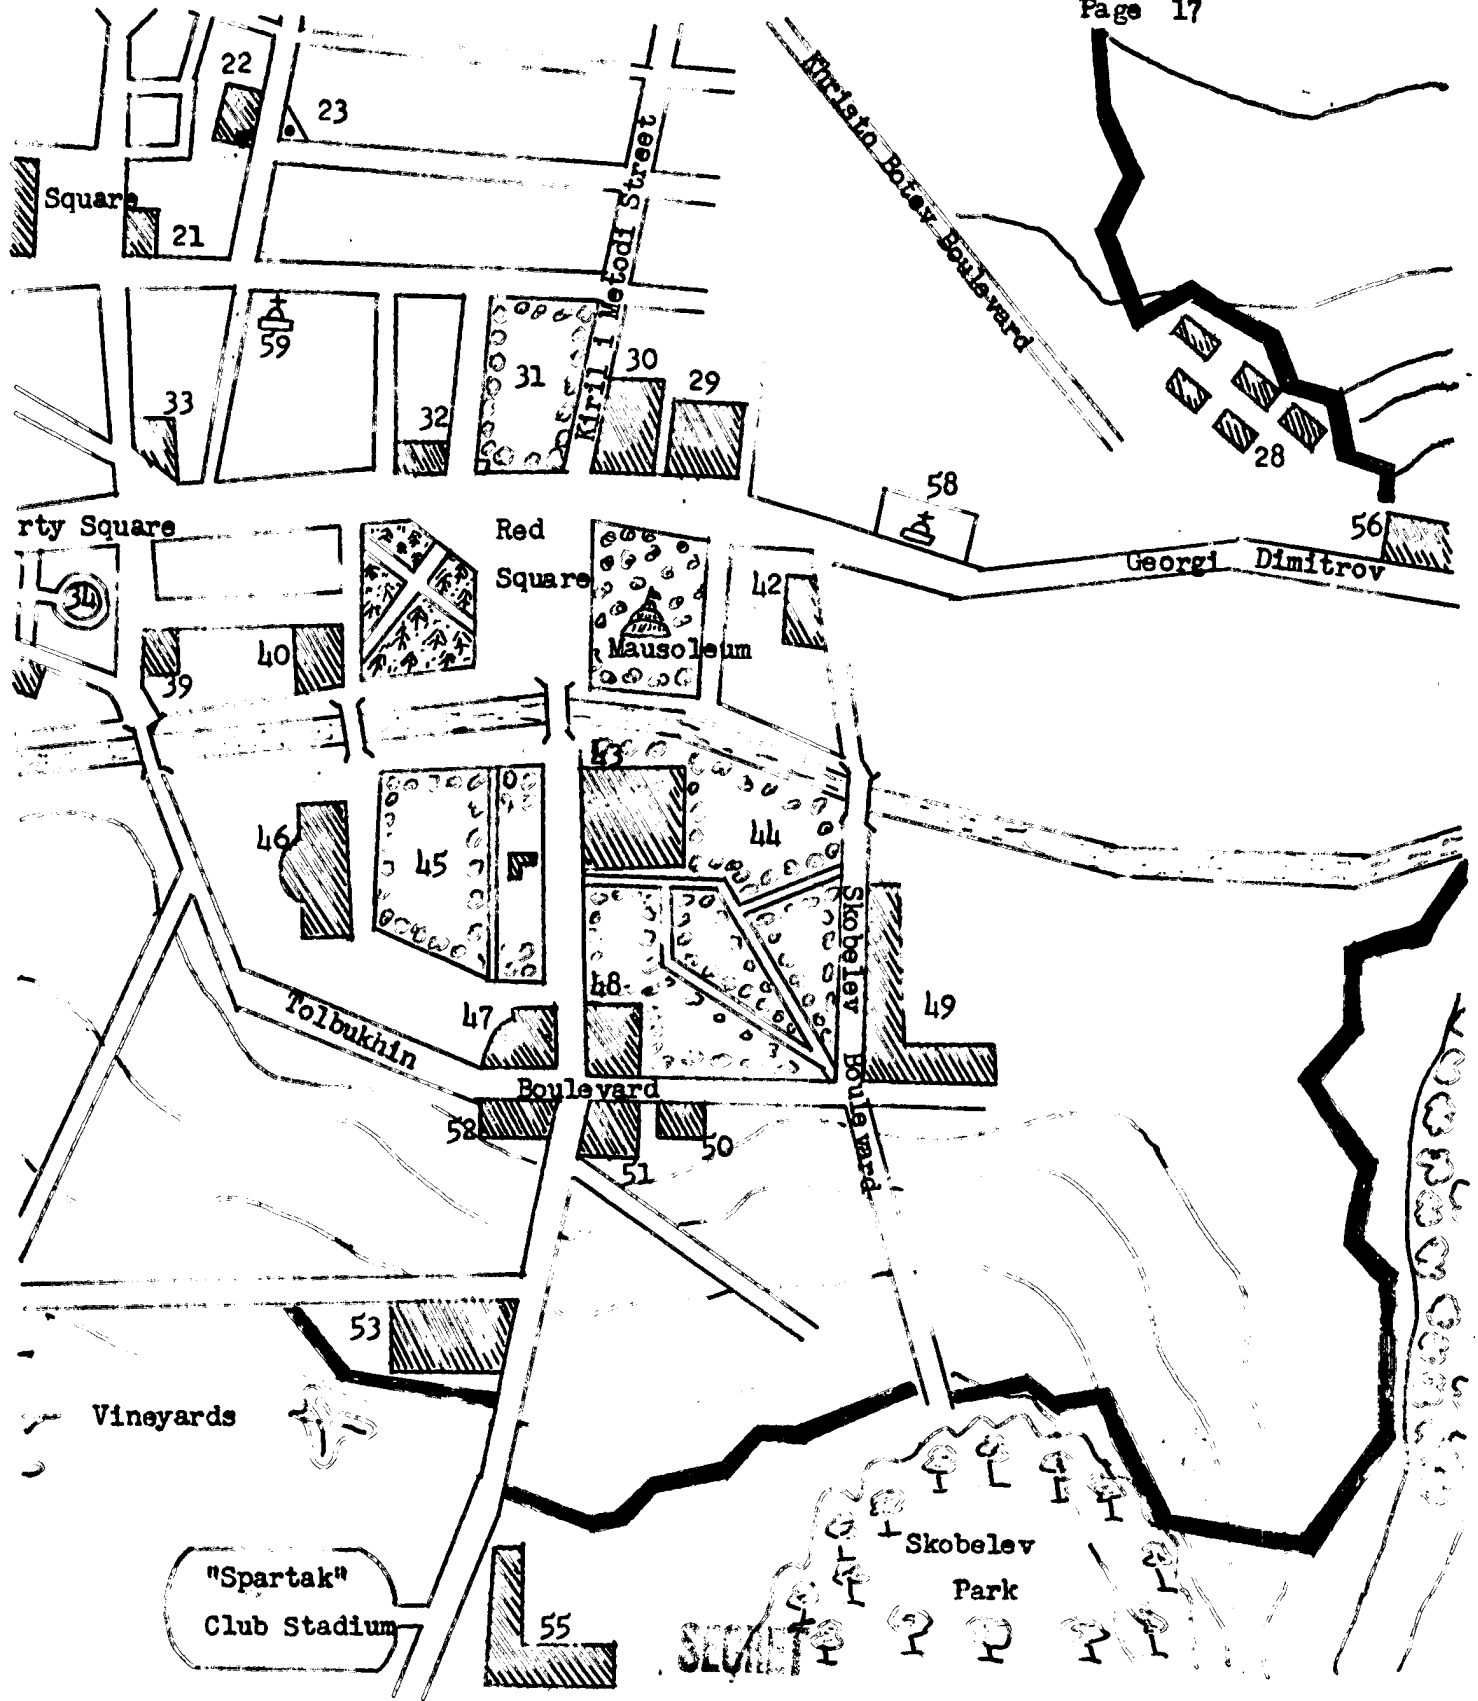 Page 17
22
23
Khristo Botev Boulevard
Kiril i Metodi Street
Square
21
59
31
30
29
33
32
28
58
56
rty Square
Red
Square
Georgi Dimitrov
34
42
Mausoleum
40
39
43
46
45
44
Skobelev Boulevard
48
47
49
Tolbukhin
Boulevard
52
50
51
53
Vineyards
Skobelev
Park
"Spartak"
Club Stadium
55
SECRET